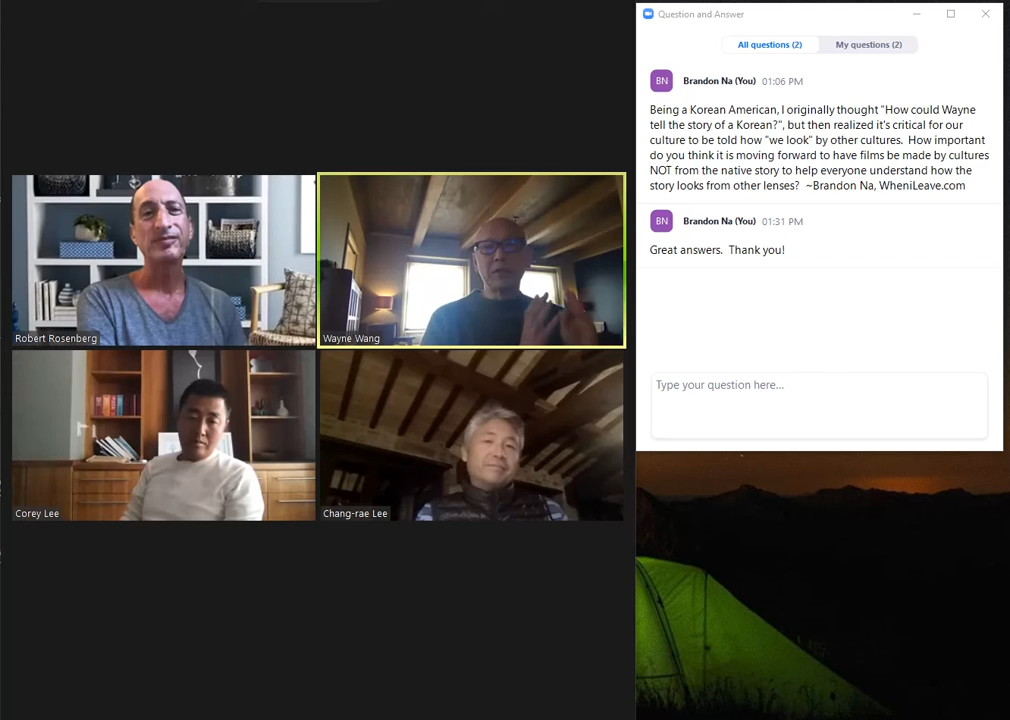 Question and Answer
All questions (2)
My questions (2)
BN
Brandon Na (You) 01:06 PM
Being a Korean American, I originally thought "How could Wayne
tell the story of a Korean?", but then realized it's critical for our
culture to be told how "we look" by other cultures.  How important
do you think it is moving forward to have films be made by cultures
NOT from the native story to help everyone understand how the
story looks from other lenses?  ~Brandon Na, WheniLeave.com
BN
Brandon Na (You) 01:31 PM
Great answers.  Thank you!
Type your question here...
Robert Rosenberg
Wayne Wang
Corey Lee
Chang-rae Lee